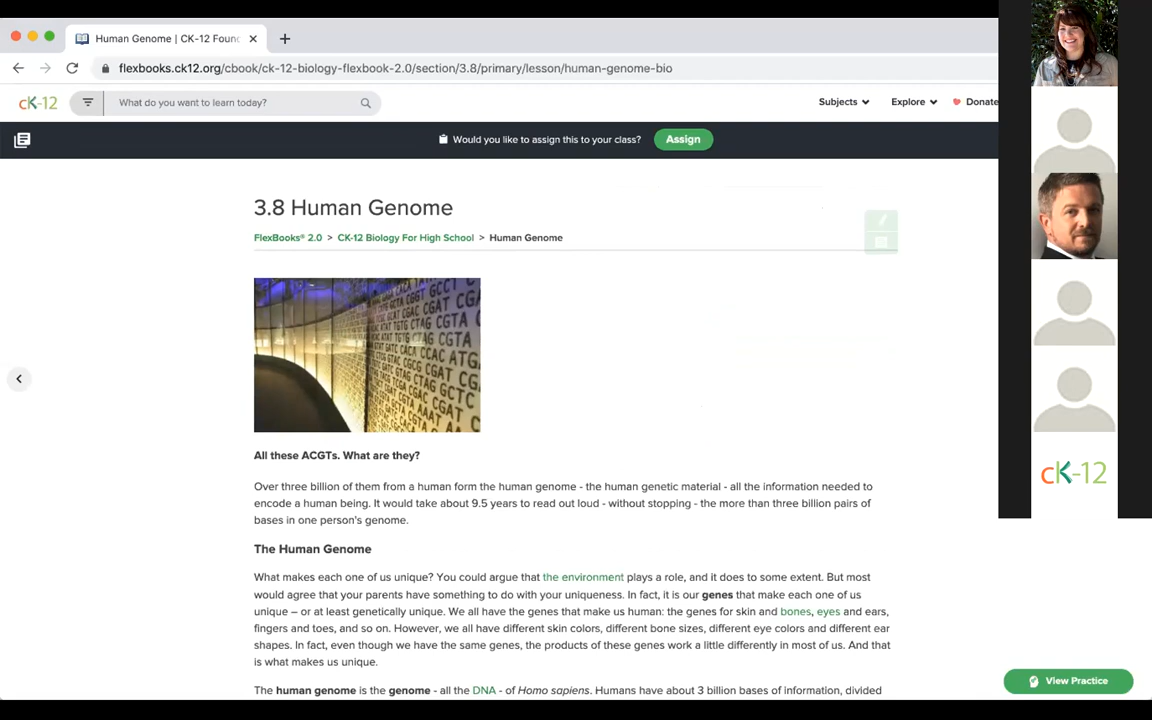 Human Genome | CK-12 Foun
flexbooks.ck12.org/cbook/ck-12-biology-flexbook-2.0/section/3.8/primary/lesson/human-genome-bio
cK-12
What do you want to learn today?
Subjects
Explore
Donate
Would you like to assign this to your class?
Assign
3.8 Human Genome
FlexBooks® 2.0 > CK-12 Biology For High School > Human Genome
All these ACGTs. What are they?
Over three billion of them from a human form the human genome - the human genetic material - all the information needed to
encode a human being. It would take about 9.5 years to read out loud - without stopping - the more than three billion pairs of
bases in one person's genome.
The Human Genome
What makes each one of us unique? You could argue that the environment plays a role, and it does to some extent. But most
would agree that your parents have something to do with your uniqueness. In fact, it is our genes that make each one of us
unique – or at least genetically unique. We all have the genes that make us human: the genes for skin and bones, eyes and ears,
fingers and toes, and so on. However, we all have different skin colors, different bone sizes, different eye colors and different ear
shapes. In fact, even though we have the same genes, the products of these genes work a little differently in most of us. And that
is what makes us unique.
The human genome is the genome - all the DNA - of Homo sapiens. Humans have about 3 billion bases of information, divided
cK-12
View Practice